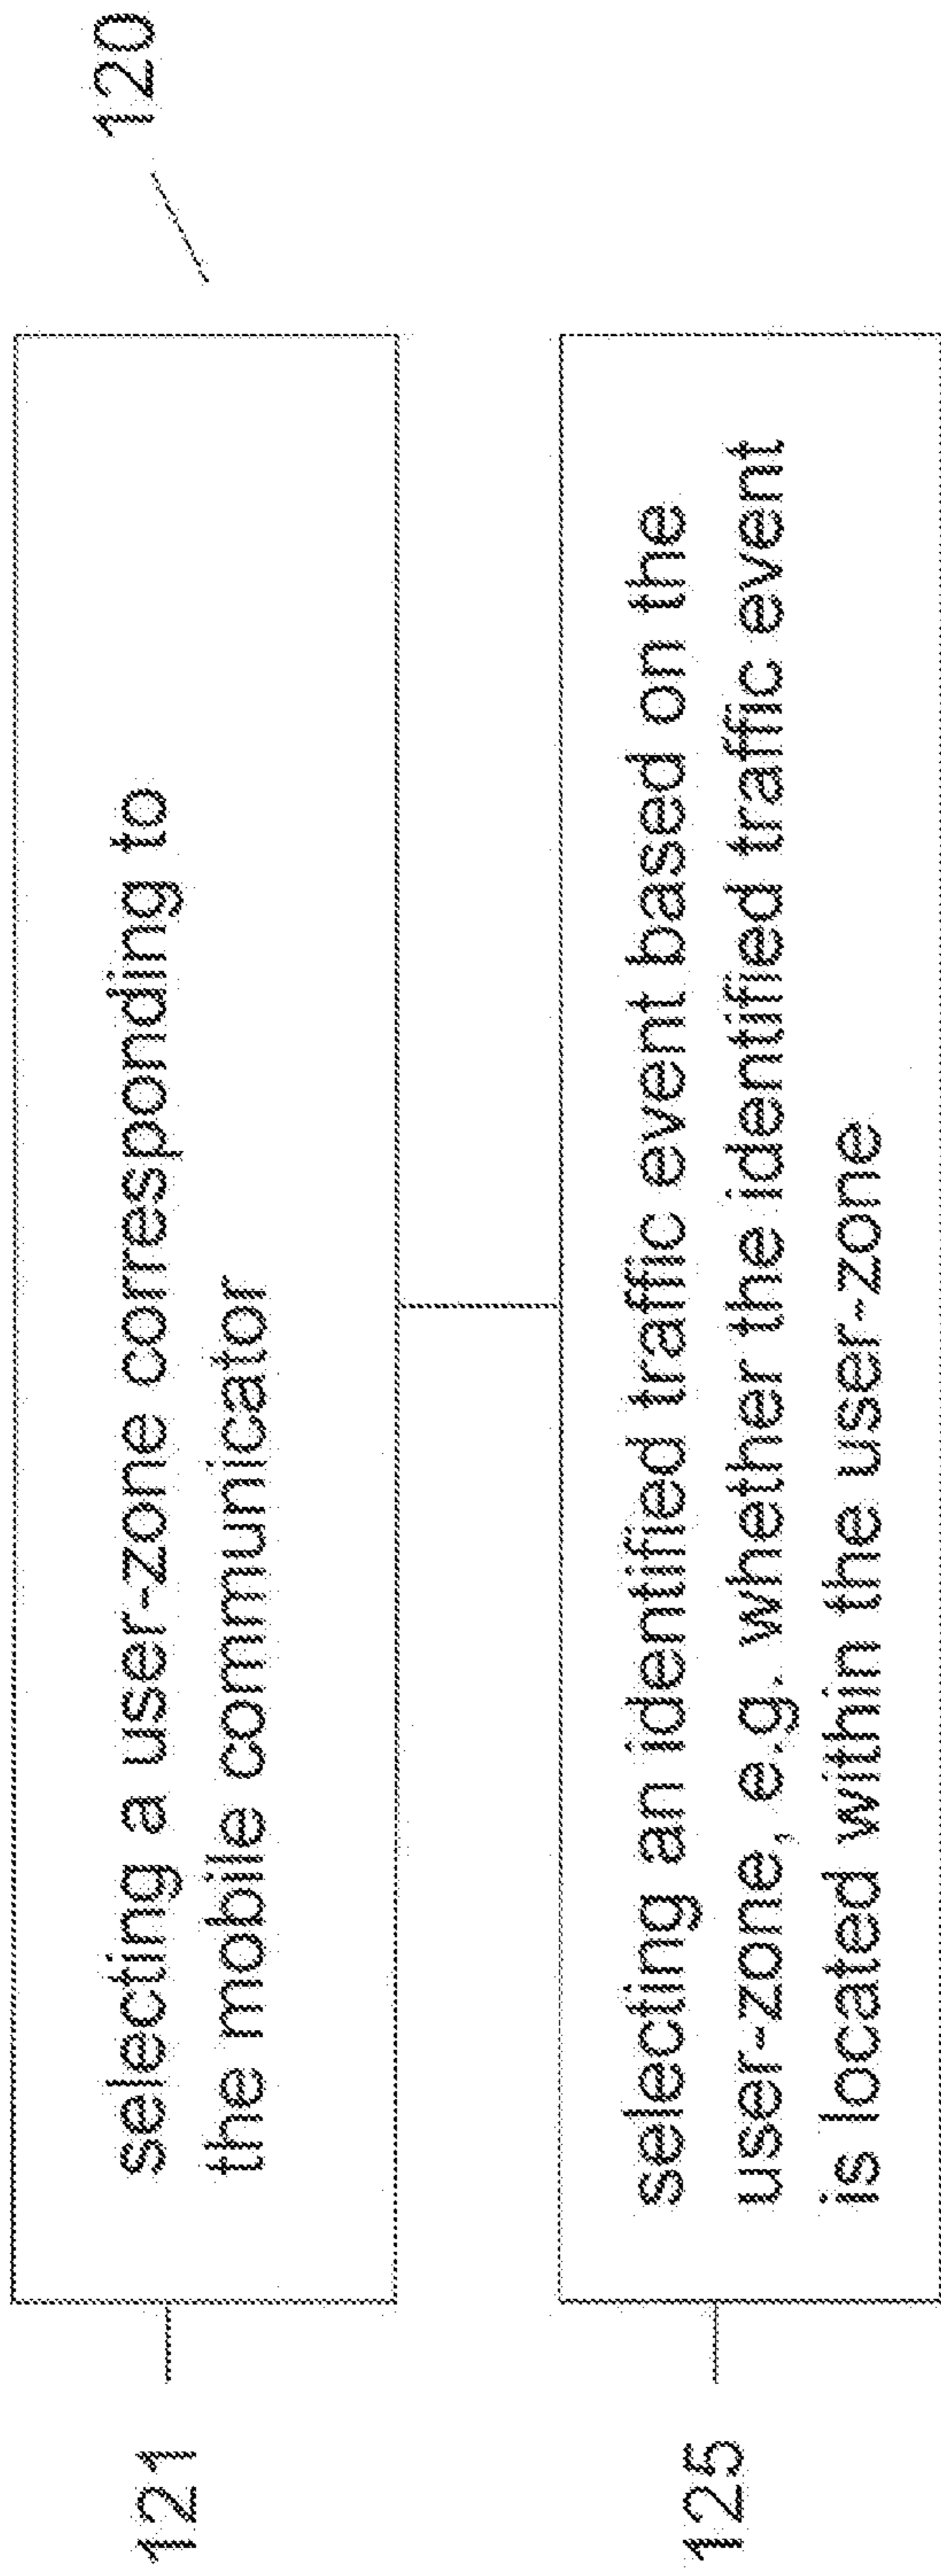 120
121
selecting a user-zone corresponding to
the mobile communicator
125
selecting an identified traffic event based on the
user-zone, e.g. whether the identified traffic event
is located within the user-zone